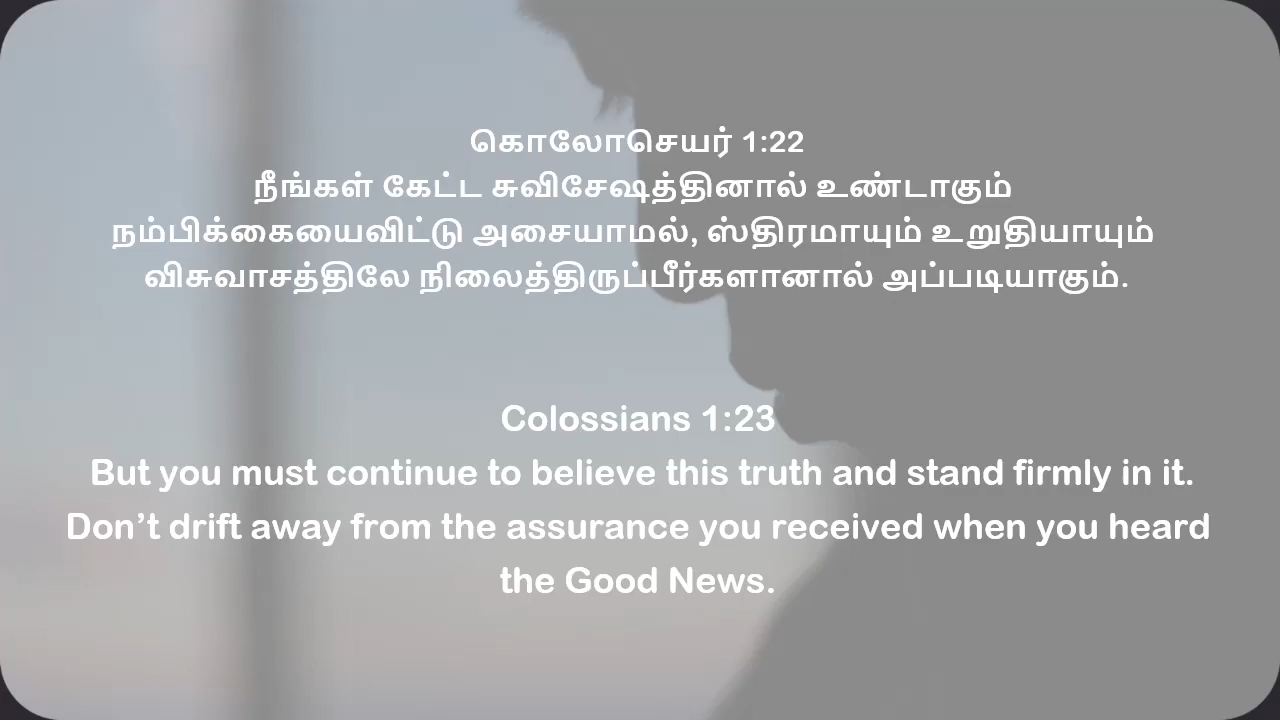 கொலோசெயர் 1:22
நீங்கள் கேட்ட சுவிசேஷத்தினால் உண்டாகும்
நம்பிக்கையைவிட்டு அசையாமல், ஸ்திரமாயும் உறுதியாயும்
விசுவாசத்திலே நிலைத்திருப்பீர்களானால் அப்படியாகும்.
Colossians 1:23
But you must continue to believe this truth and stand firmly in it.
Don’t drift away from the assurance you received when you heard
the Good News.